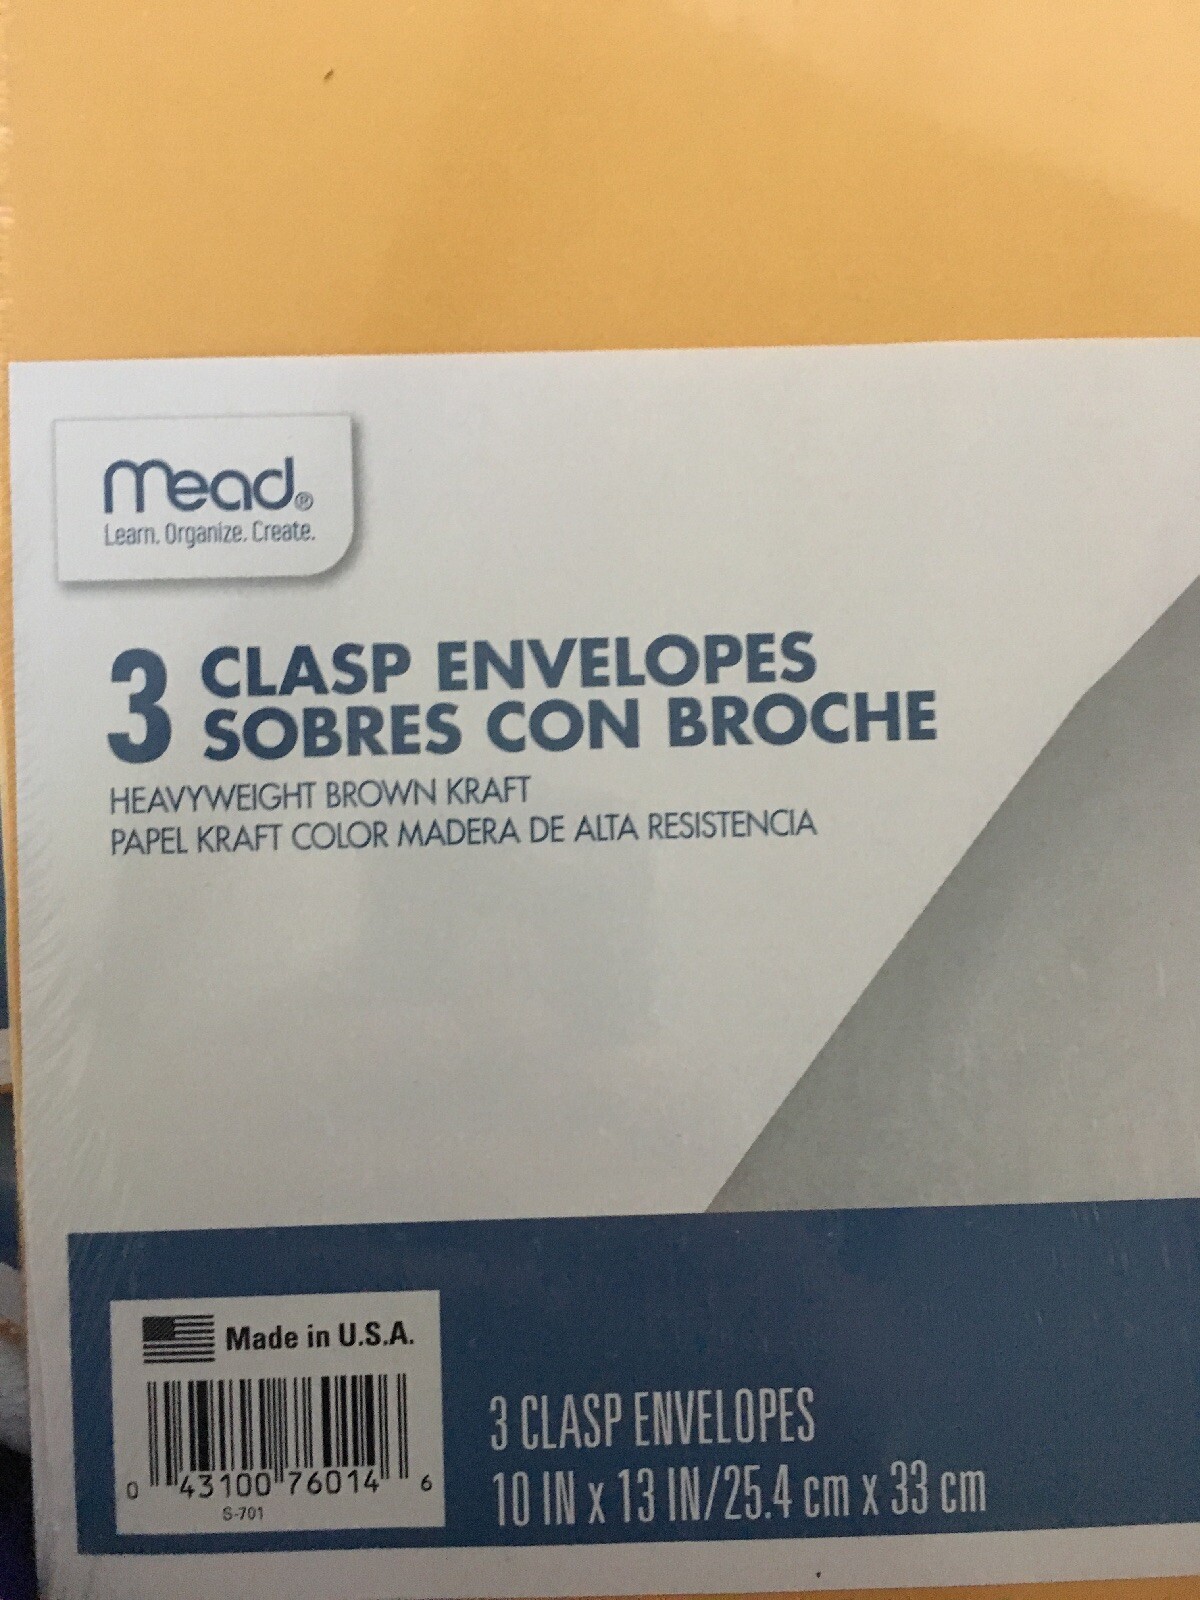 mead®
Learn. Organize. Create.
3 CLASP ENVELOPES
SOBRES CON BROCHE
HEAVYWEIGHT BROWN KRAFT
PAPEL KRAFT COLOR MADERA DE ALTA RESISTENCIA
Made in U.S.A.
0 43100 76014 6
S-701
3 CLASP ENVELOPES
10 IN x 13 IN/25.4 cm x 33 cm